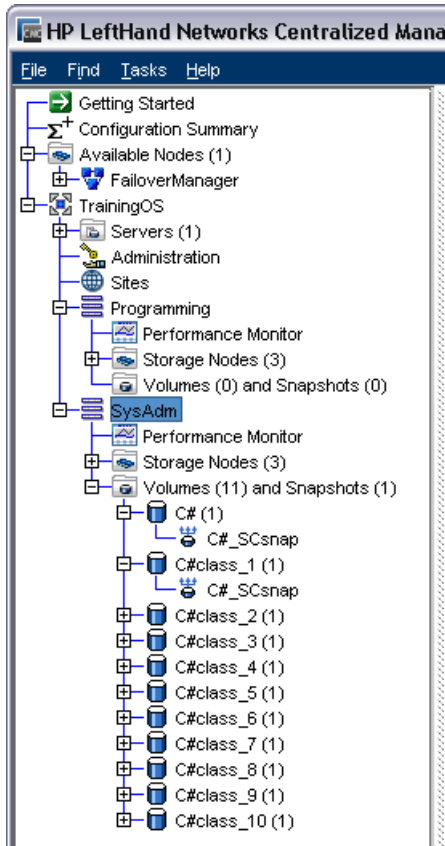 HP LeftHand Networks Centralized Mana
File Find Tasks Help
Getting Started
Configuration Summary
Available Nodes (1)
FailoverManager
TrainingOS
Servers (1)
Administration
Sites
Programming
Performance Monitor
Storage Nodes (3)
Volumes (0) and Snapshots (0)
SysAdm
Performance Monitor
Storage Nodes (3)
Volumes (11) and Snapshots (1)
C# (1)
C#_SCsnap
C#class_1 (1)
C#_SCsnap
C#class_2 (1)
C#class_3 (1)
C#class_4 (1)
C#class_5 (1)
C#class_6 (1)
C#class_7 (1)
C#class_8 (1)
C#class_9 (1)
C#class_10 (1)